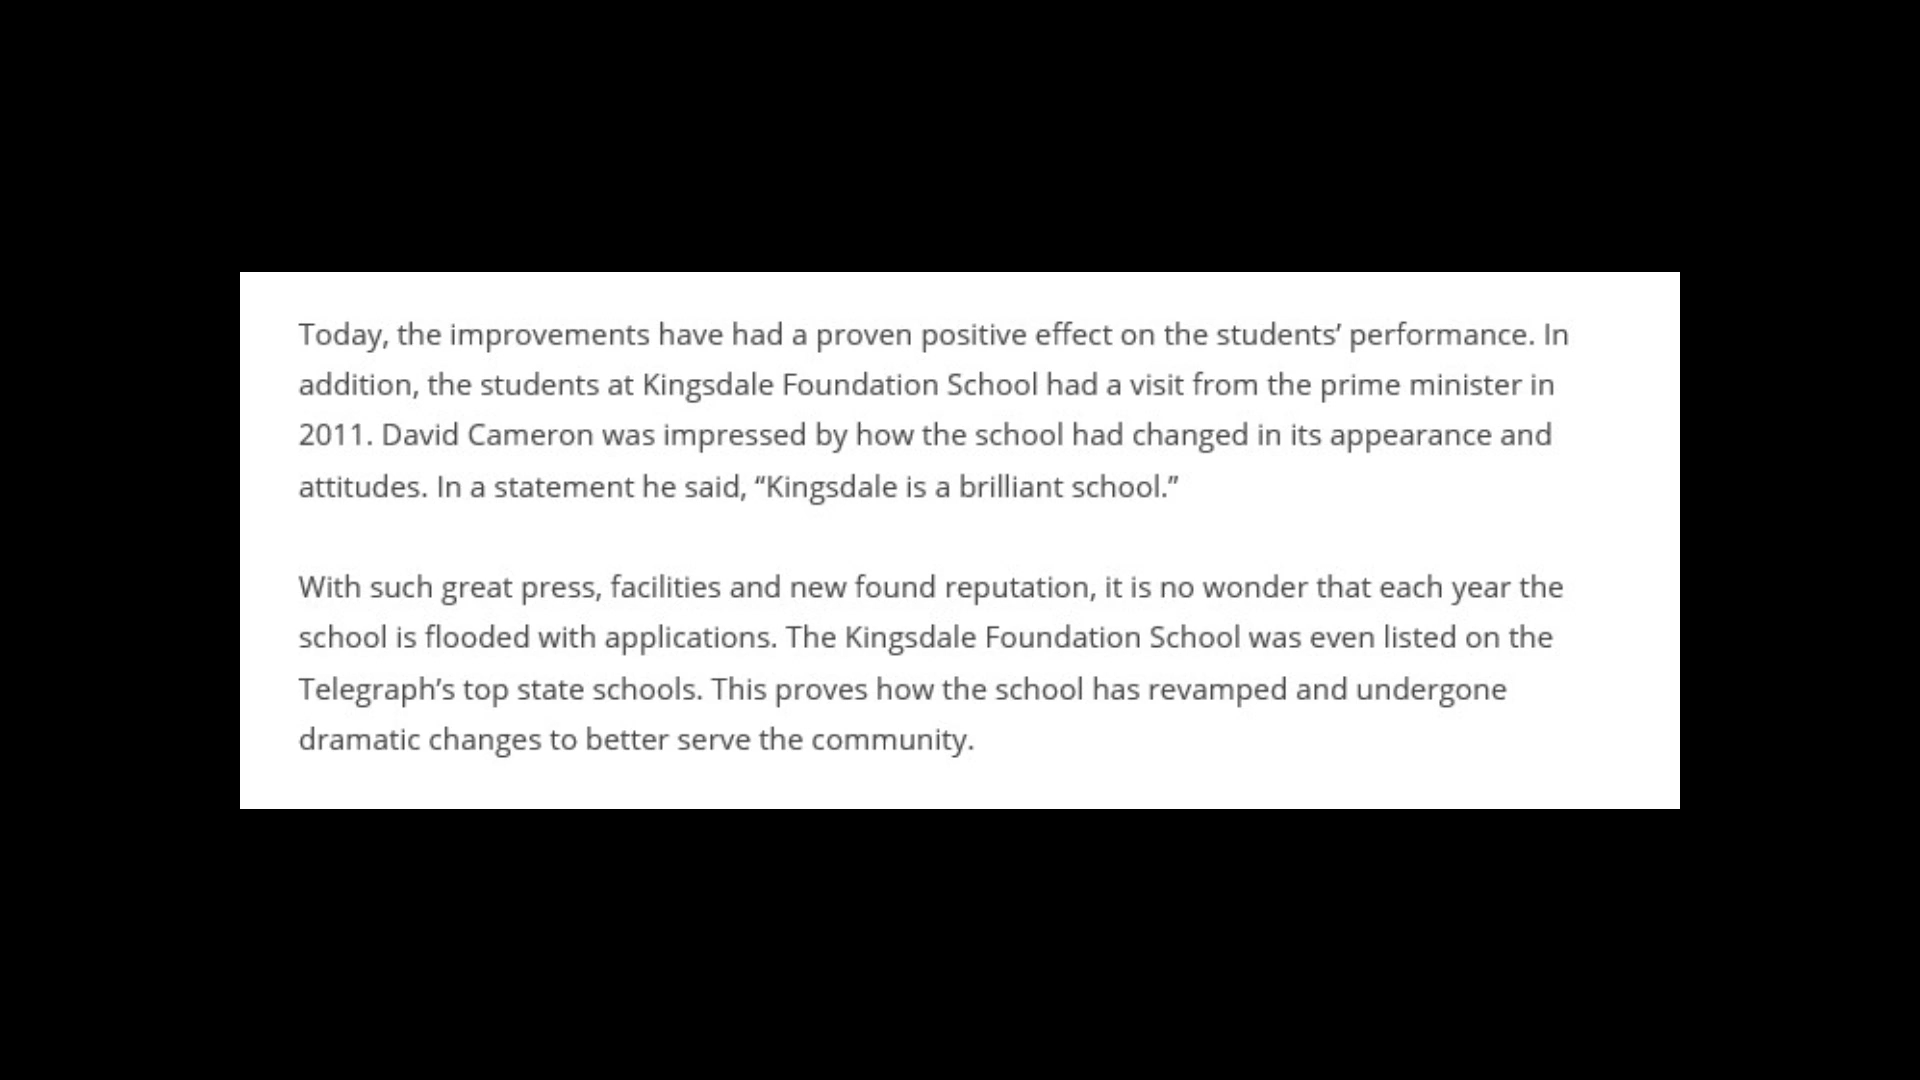 Today, the improvements have had a proven positive effect on the students’ performance. In
addition, the students at Kingsdale Foundation School had a visit from the prime minister in
2011. David Cameron was impressed by how the school had changed in its appearance and
attitudes. In a statement he said, “Kingsdale is a brilliant school.”
With such great press, facilities and new found reputation, it is no wonder that each year the
school is flooded with applications. The Kingsdale Foundation School was even listed on the
Telegraph’s top state schools. This proves how the school has revamped and undergone
dramatic changes to better serve the community.